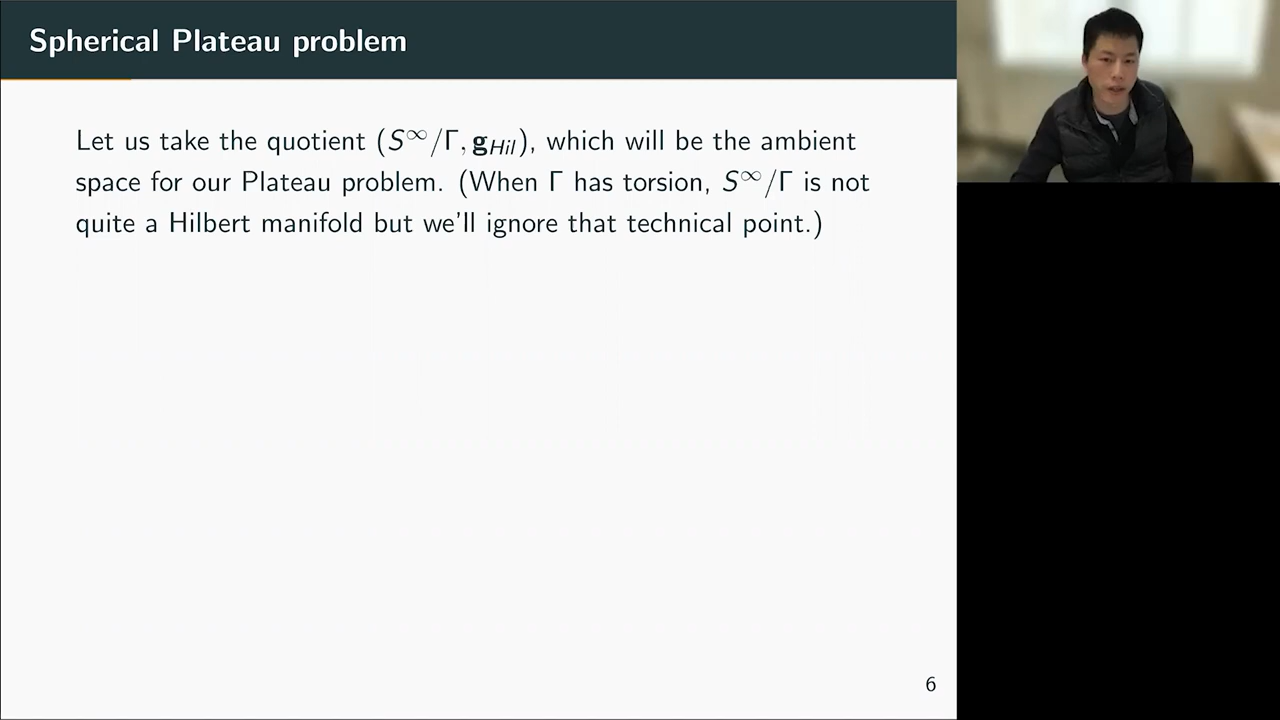 Spherical Plateau problem
Let us take the quotient (S^∞/Γ, g_Hil), which will be the ambient
space for our Plateau problem. (When Γ has torsion, S^∞/Γ is not
quite a Hilbert manifold but we'll ignore that technical point.)
6